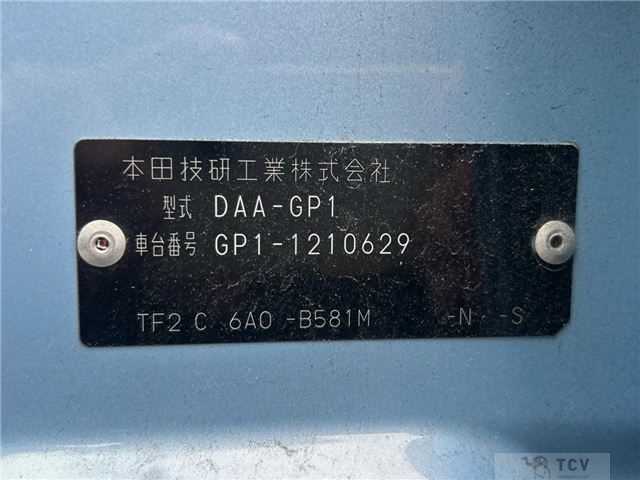 本田技研工業株式会社
型式 DAA-GP1
車台番号 GP1-1210629
TF2 C 6A0 -B581M -N -S
TCV